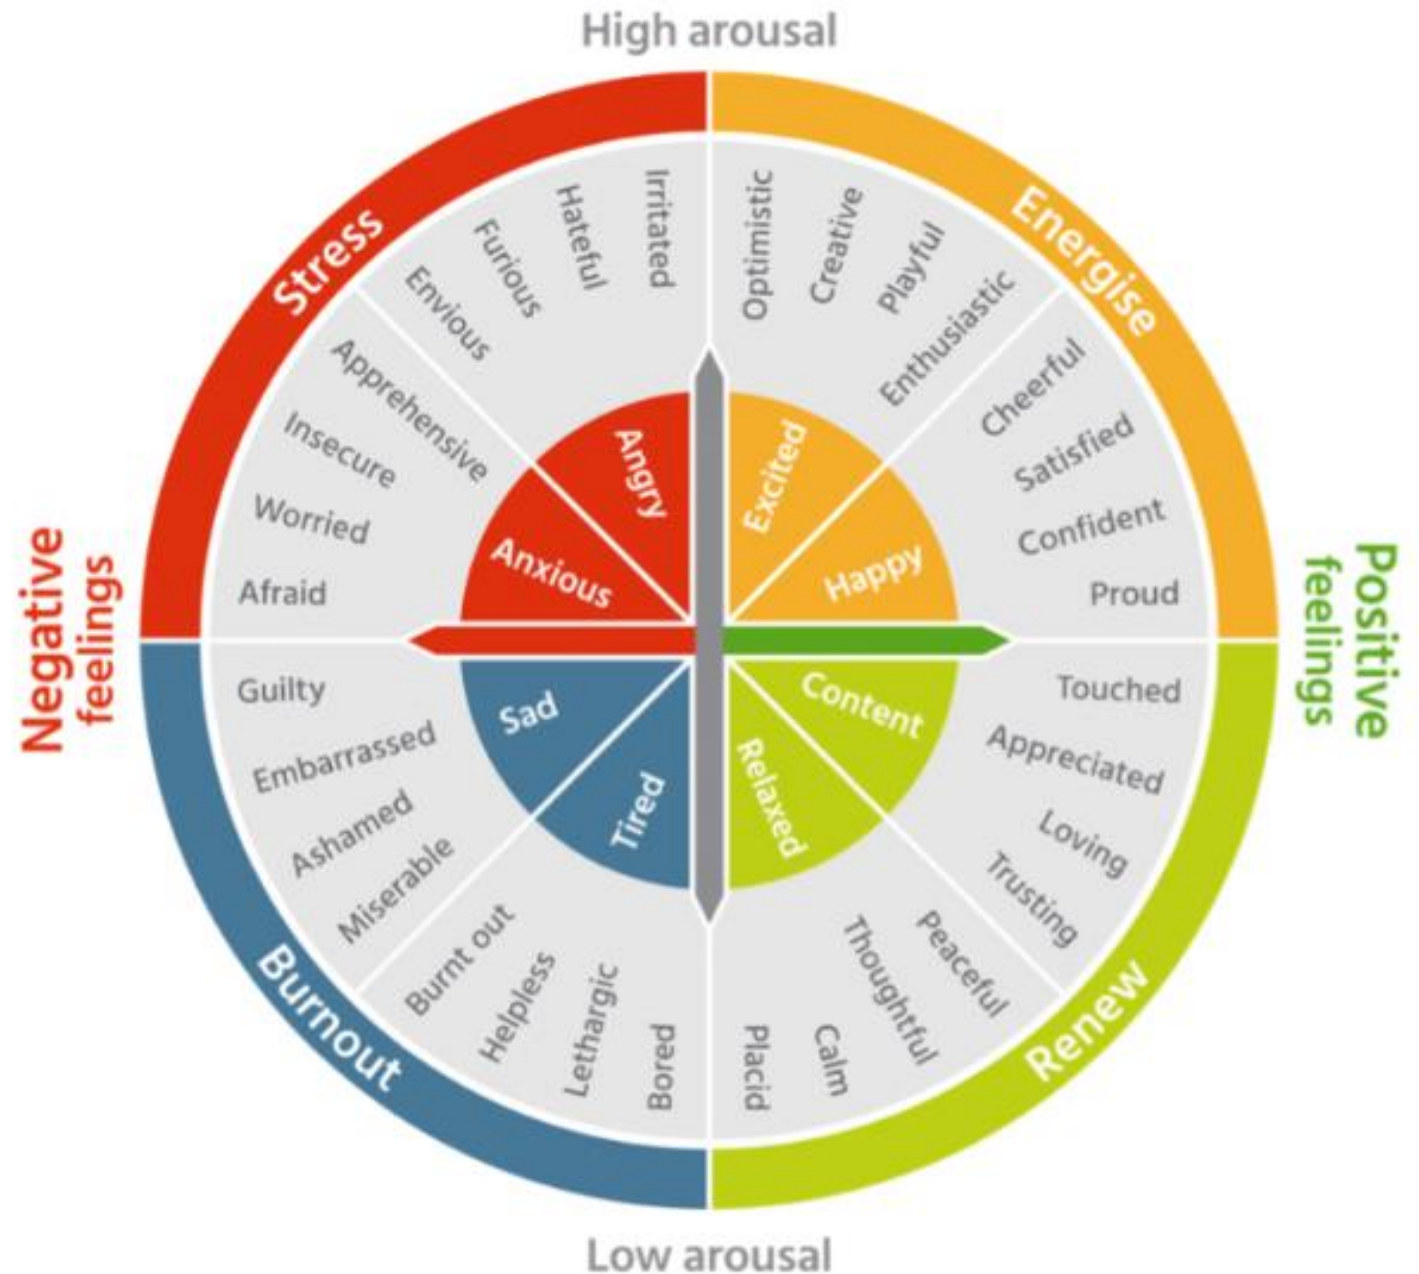 High arousal
Stress
Energise
Irritated
Hateful
Furious
Envious
Apprehensive
Insecure
Worried
Afraid
Optimistic
Creative
Playful
Enthusiastic
Cheerful
Satisfied
Confident
Proud
Angry
Anxious
Excited
Happy
Negative
feelings
Positive
feelings
Sad
Tired
Content
Relaxed
Guilty
Embarrassed
Ashamed
Miserable
Burnt out
Helpless
Lethargic
Bored
Touched
Appreciated
Loving
Trusting
Peaceful
Thoughtful
Calm
Placid
Burnout
Renew
Low arousal